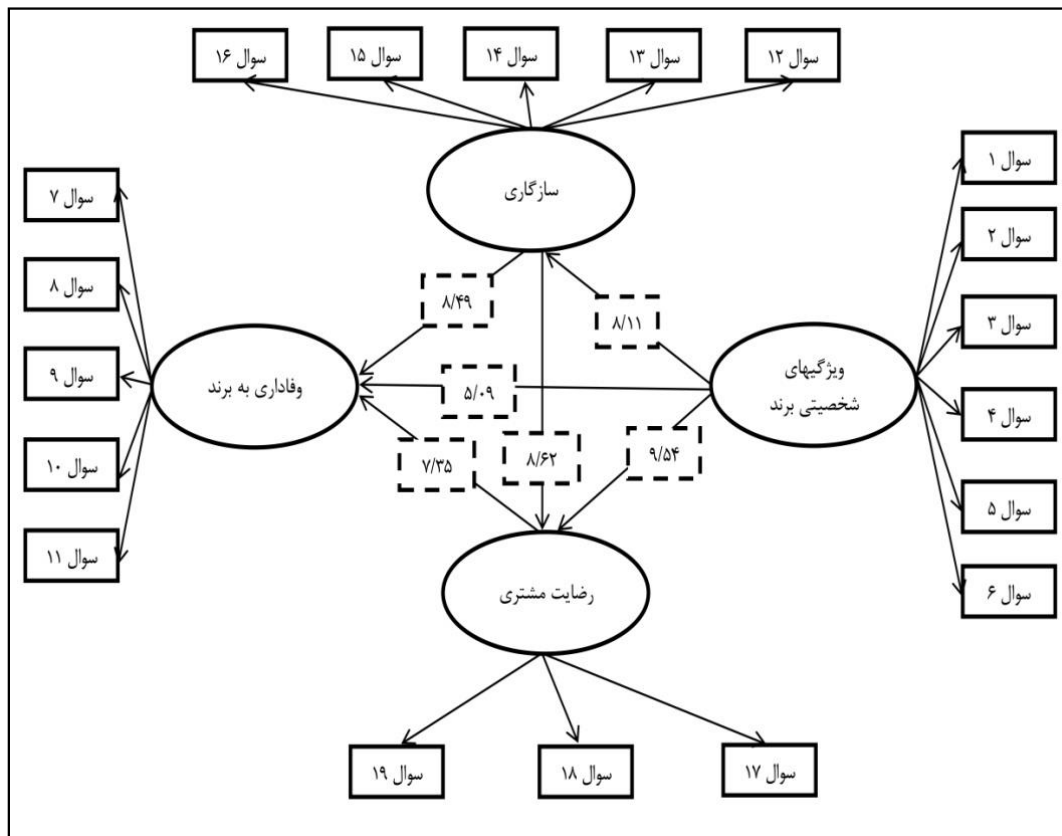 سوال ۱۲
سوال ۱۳
سوال ۱۴
سوال ۱۵
سوال ۱۶
سازگاری
سوال ۱
سوال ۲
سوال ۳
سوال ۴
سوال ۵
سوال ۶
ویژگیهای
شخصیتی برند
۸/۱۱
۸/۴۹
۵/۰۹
۹/۵۴
۸/۶۲
۷/۳۵
وفاداری به برند
سوال ۷
سوال ۸
سوال ۹
سوال ۱۰
سوال ۱۱
رضایت مشتری
سوال ۱۷
سوال ۱۸
سوال ۱۹